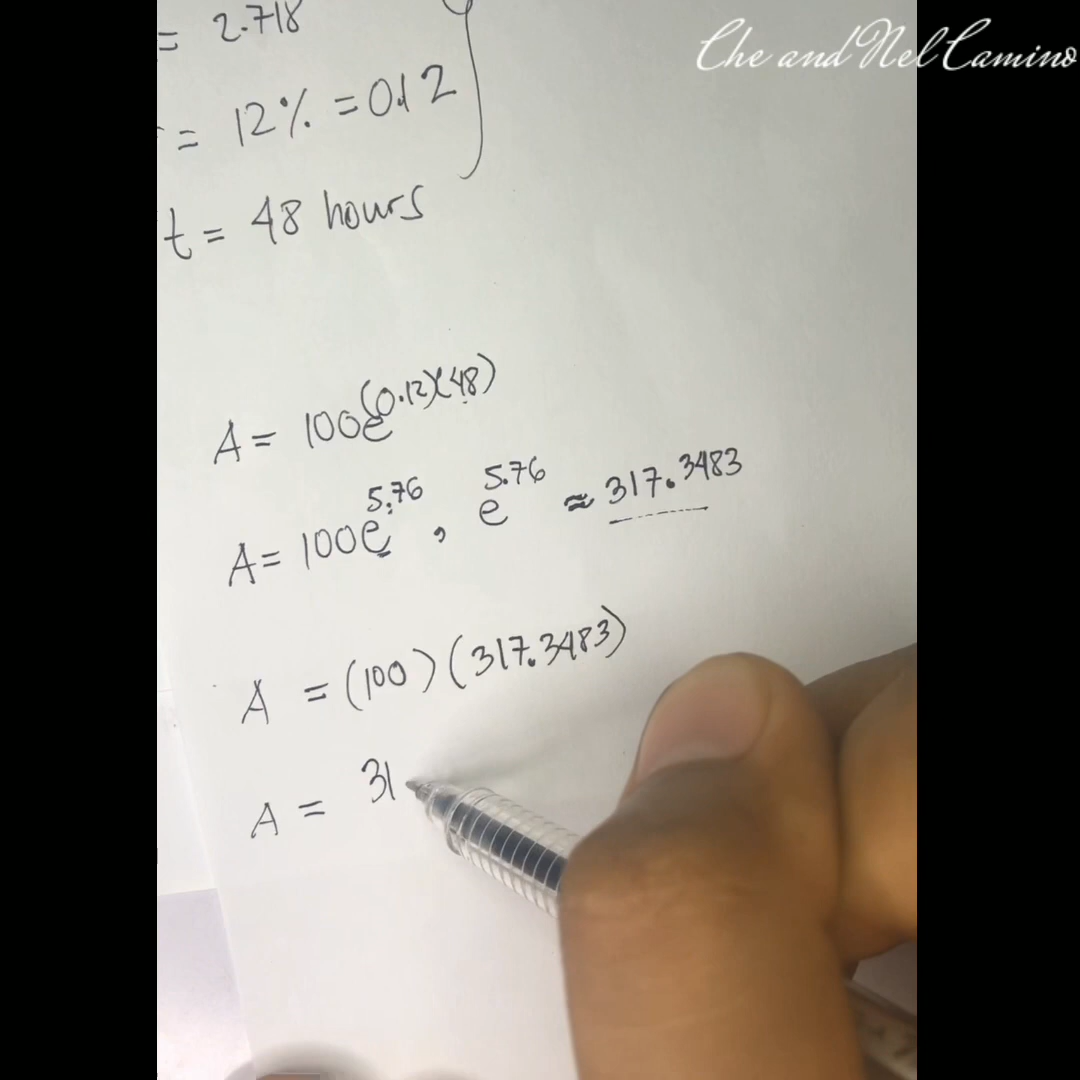 Che and Nel Camino
= 2.718
= 12% = 0.12
t = 48 hours
A = 100e^(0.12)(48)
A = 100e^5.76 , e^5.76 ≈ 317.3483
A = (100)(317.3483)
A = 31